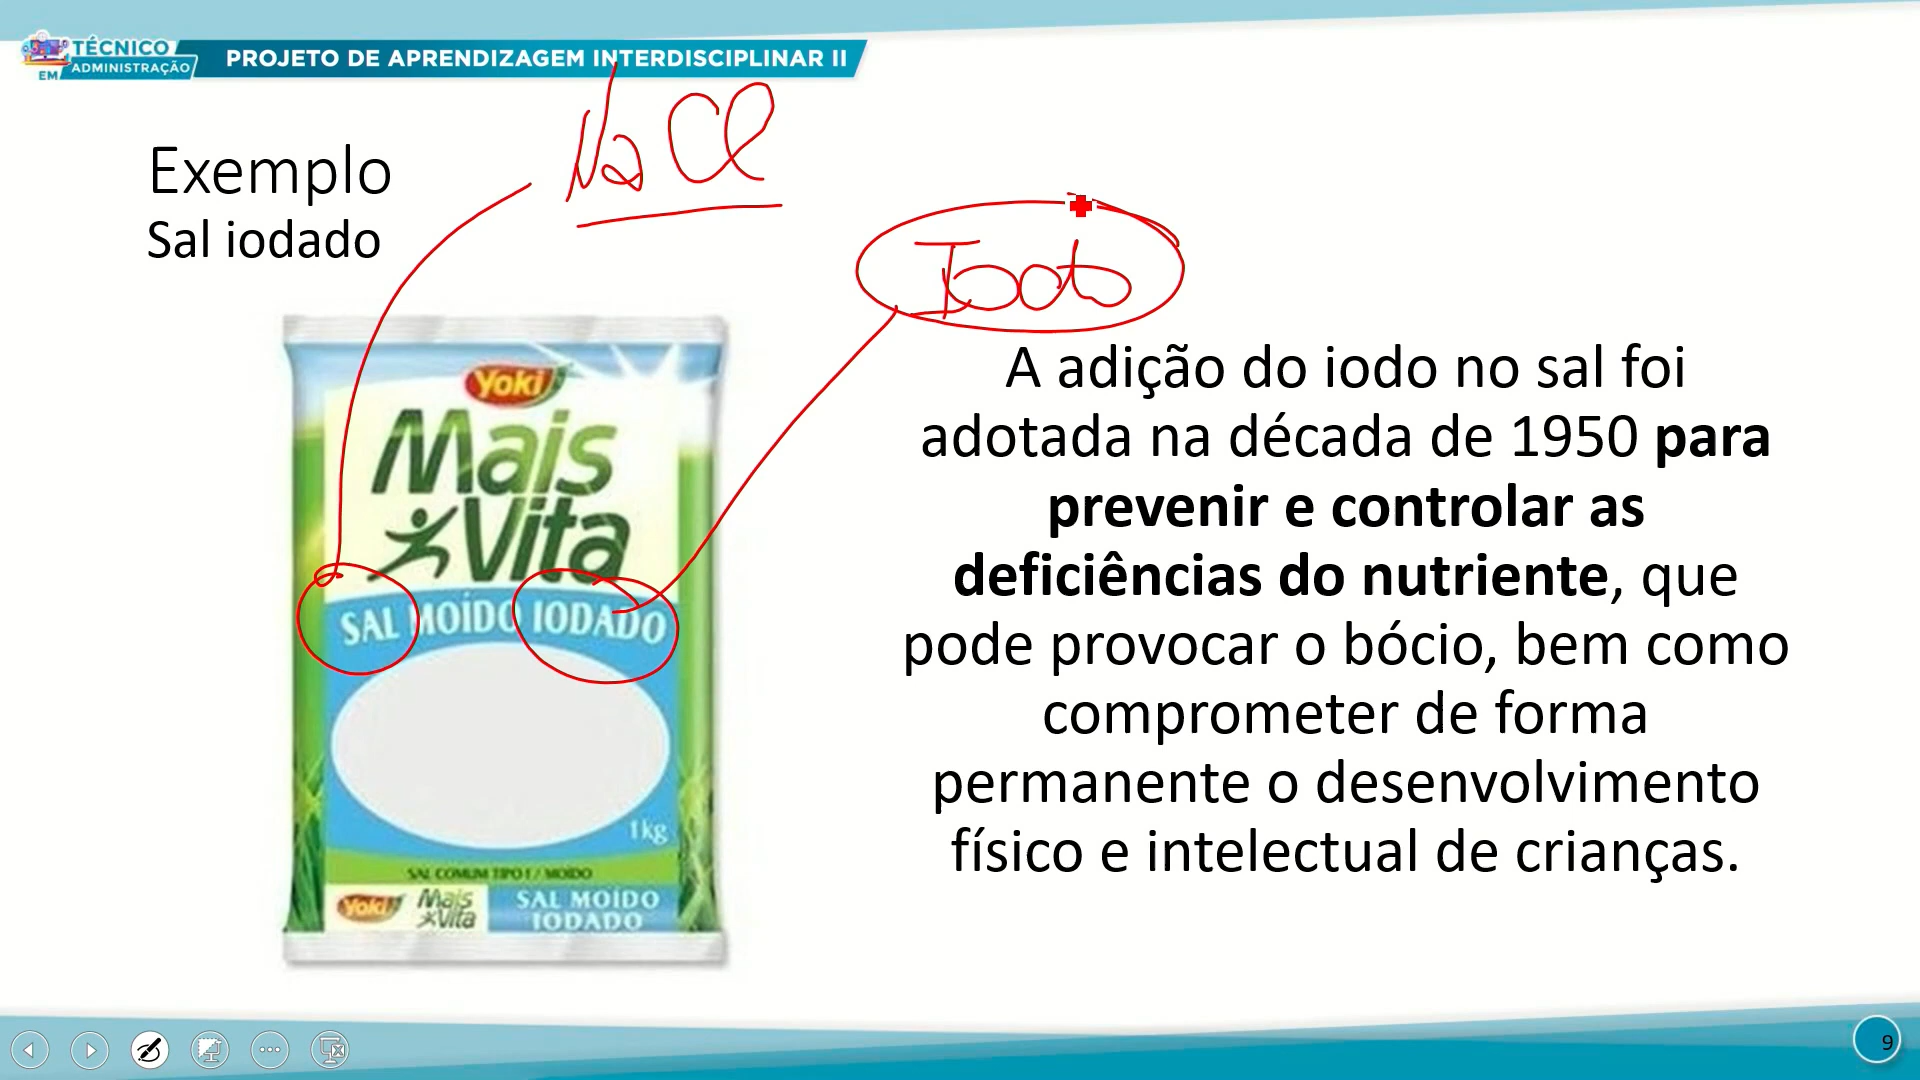 TÉCNICO
EM ADMINISTRAÇÃO
PROJETO DE APRENDIZAGEM INTERDISCIPLINAR II
NaCl
Exemplo
Sal iodado
Iodo
Yoki
Mais
Vita
SAL MOÍDO IODADO
1kg
SAL COMUM TIPO I / MOÍDO
Yoki
Mais
Vita
SAL MOÍDO
IODADO
A adição do iodo no sal foi
adotada na década de 1950 para
prevenir e controlar as
deficiências do nutriente, que
pode provocar o bócio, bem como
comprometer de forma
permanente o desenvolvimento
físico e intelectual de crianças.
9